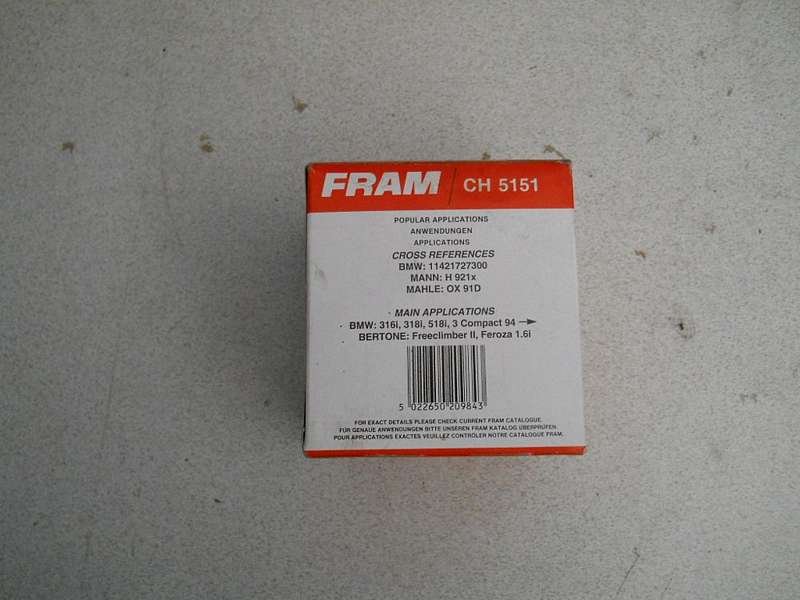 FRAM CH 5151
POPULAR APPLICATIONS
ANWENDUNGEN
APPLICATIONS
CROSS REFERENCES
BMW: 11421727300
MANN: H 921x
MAHLE: OX 91D
MAIN APPLICATIONS
BMW: 316i, 318i, 518i, 3 Compact 94 →
BERTONE: Freeclimber II, Feroza 1.6i
5 022650 209843
FOR EXACT DETAILS PLEASE CHECK CURRENT FRAM CATALOGUE.
FÜR GENAUE ANWENDUNGEN BITTE UNSEREN FRAM KATALOG ÜBERPRÜFEN.
POUR APPLICATIONS EXACTES VEUILLEZ CONTRÔLER NOTRE CATALOGUE FRAM.